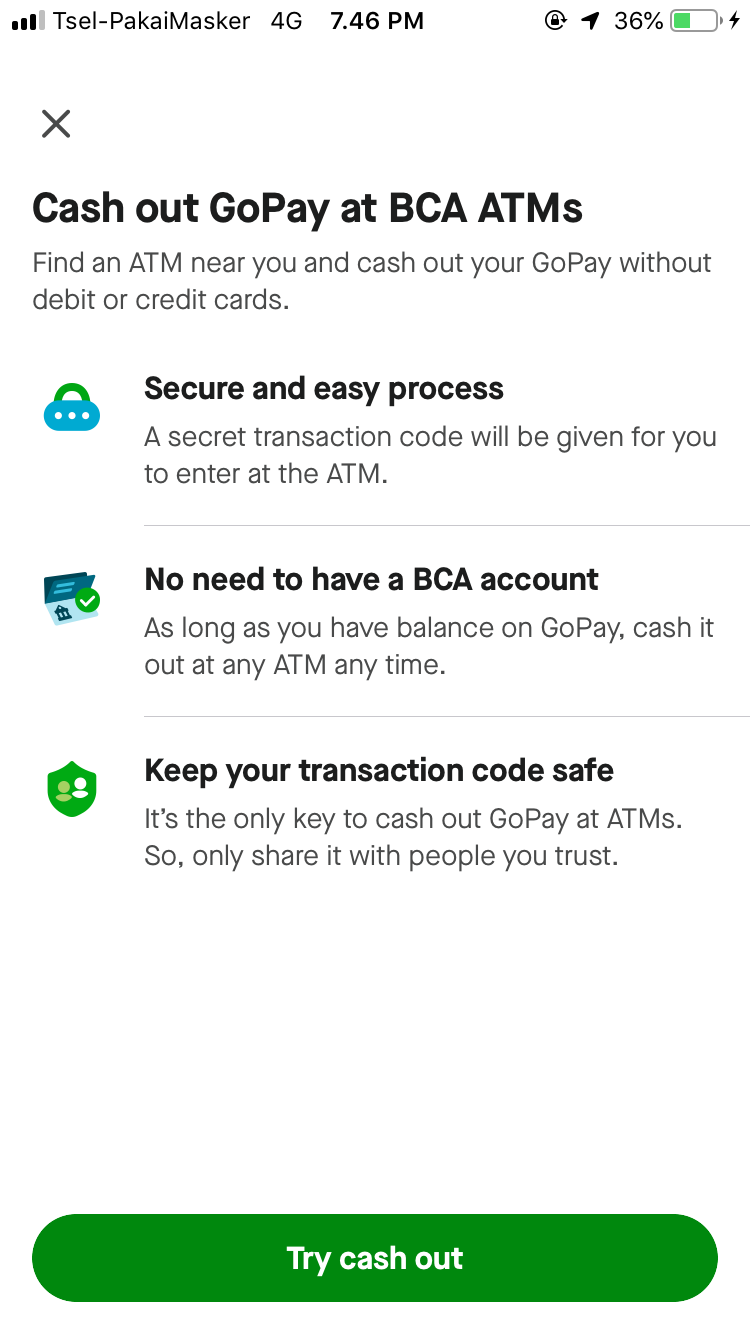 Tsel-PakaiMasker 4G 7.46 PM 36%
Cash out GoPay at BCA ATMs
Find an ATM near you and cash out your GoPay without
debit or credit cards.
Secure and easy process
A secret transaction code will be given for you
to enter at the ATM.
No need to have a BCA account
As long as you have balance on GoPay, cash it
out at any ATM any time.
Keep your transaction code safe
It's the only key to cash out GoPay at ATMs.
So, only share it with people you trust.
Try cash out